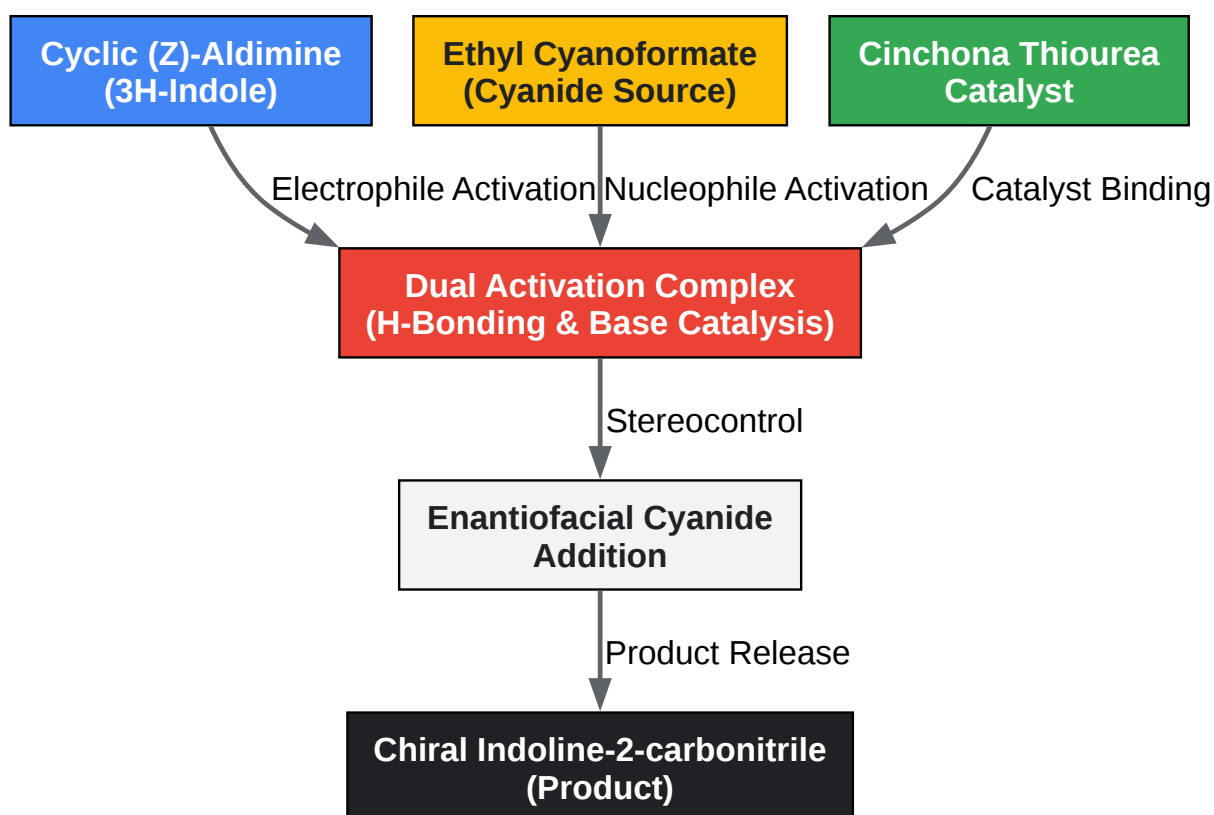 Cyclic (Z)-Aldimine
(3H-Indole)
Ethyl Cyanoformate
(Cyanide Source)
Cinchona Thiourea
Catalyst
Electrophile Activation
Nucleophile Activation
Catalyst Binding
Dual Activation Complex
(H-Bonding & Base Catalysis)
Stereocontrol
Enantiofacial Cyanide
Addition
Product Release
Chiral Indoline-2-carbonitrile
(Product)